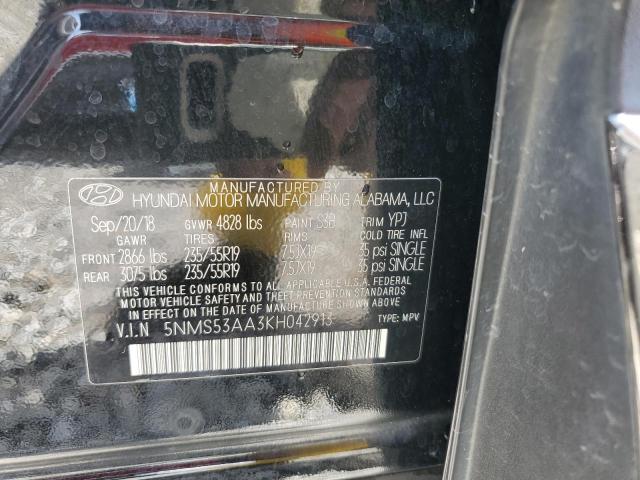 MANUFACTURED BY
HYUNDAI MOTOR MANUFACTURING ALABAMA, LLC
Sep/20/18 GVWR 4828 lbs PAINT S3B TRIM YPJ
GAWR TIRES RIMS COLD TIRE INFL
FRONT 2866 lbs 235/55R19 7.5JX19 35 psi SINGLE
REAR 3075 lbs 235/55R19 35 psi SINGLE
THIS VEHICLE CONFORMS TO ALL APPLICABLE U.S.A. FEDERAL
MOTOR VEHICLE SAFETY, BUMPER, AND THEFT PREVENTION STANDARDS
IN EFFECT ON THE DATE OF MANUFACTURE SHOWN ABOVE.
V.I.N 5NMS53AA3KH042913 TYPE: MPV